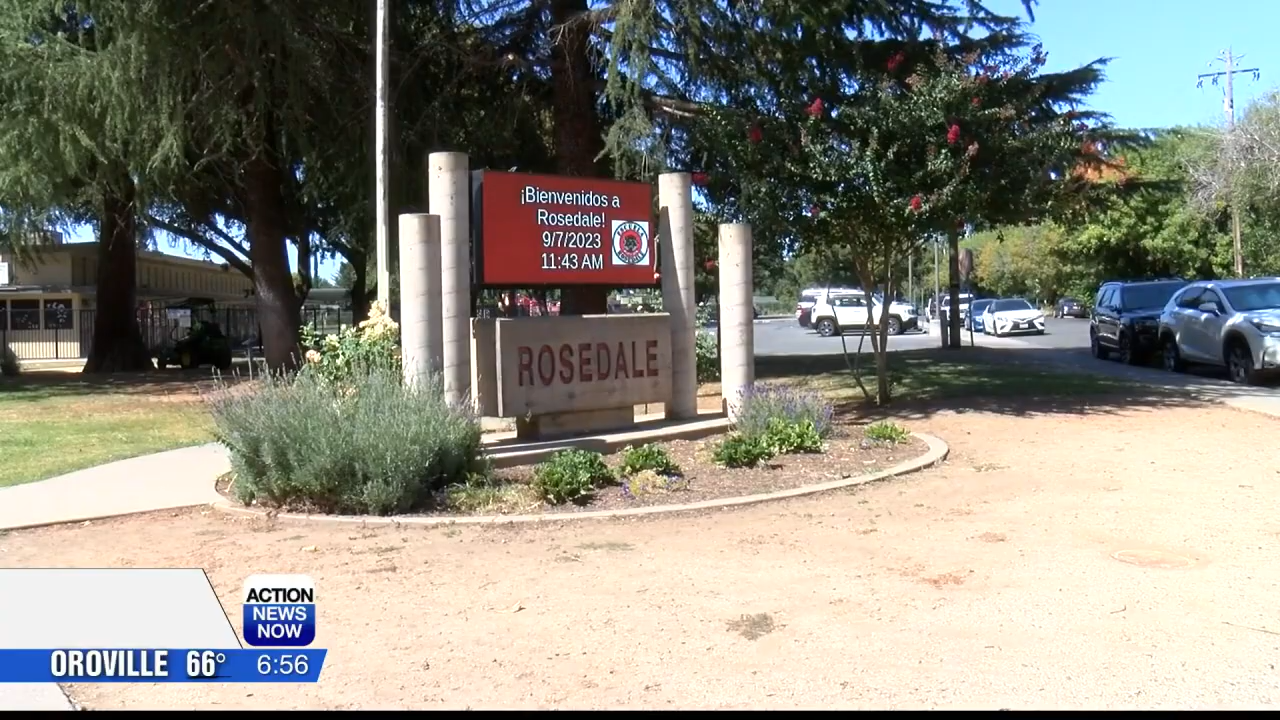 ¡Bienvenidos a
Rosedale!
9/7/2023
11:43 AM
ROSEDALE
ACTION
NEWS
NOW
OROVILLE 66° 6:56